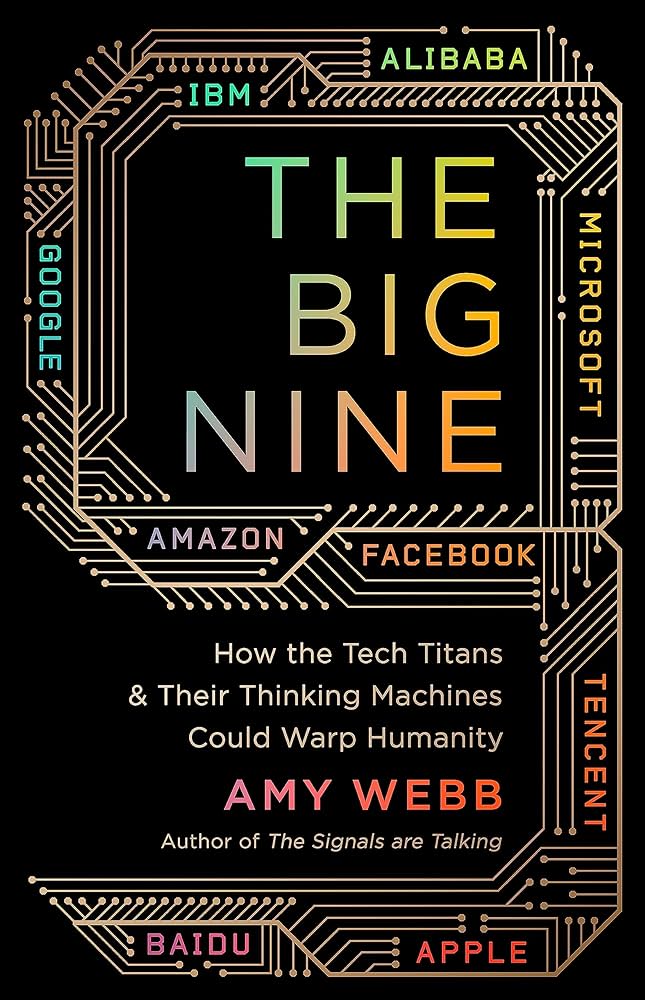 ALIBABA
IBM
THE
BIG
NINE
GOOGLE
MICROSOFT
AMAZON
FACEBOOK
How the Tech Titans
& Their Thinking Machines
Could Warp Humanity
AMY WEBB
Author of The Signals are Talking
TENCENT
BAIDU
APPLE